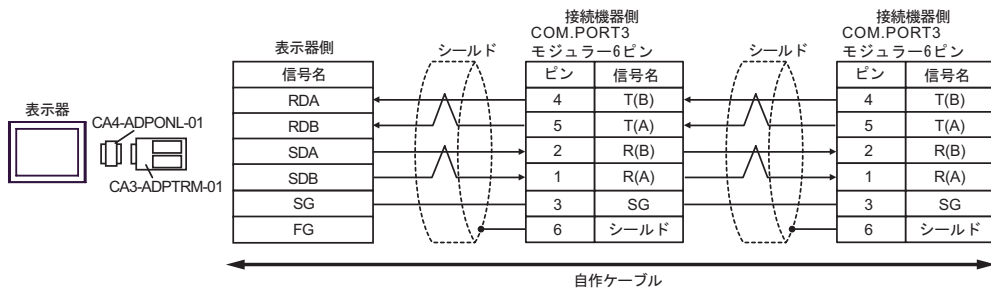 接続機器側
COM.PORT3
モジュラー6ピン
接続機器側
COM.PORT3
モジュラー6ピン
表示器側
シールド
シールド
信号名
ピン 信号名
ピン 信号名
RDA 4 T(B) 4 T(B)
RDB 5 T(A) 5 T(A)
SDA 2 R(B) 2 R(B)
SDB 1 R(A) 1 R(A)
SG 3 SG 3 SG
FG 6 シールド 6 シールド
表示器
CA4-ADPONL-01
CA3-ADPTRM-01
自作ケーブル